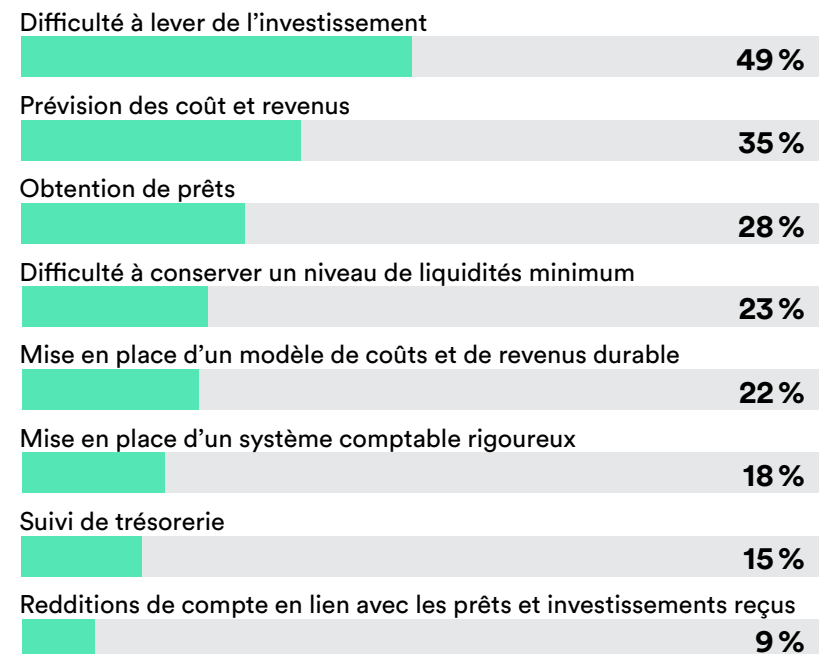 Difficulté à lever de l’investissement
49 %
Prévision des coût et revenus
35 %
Obtention de prêts
28 %
Difficulté à conserver un niveau de liquidités minimum
23 %
Mise en place d’un modèle de coûts et de revenus durable
22 %
Mise en place d’un système comptable rigoureux
18 %
Suivi de trésorerie
15 %
Redditions de compte en lien avec les prêts et investissements reçus
9 %